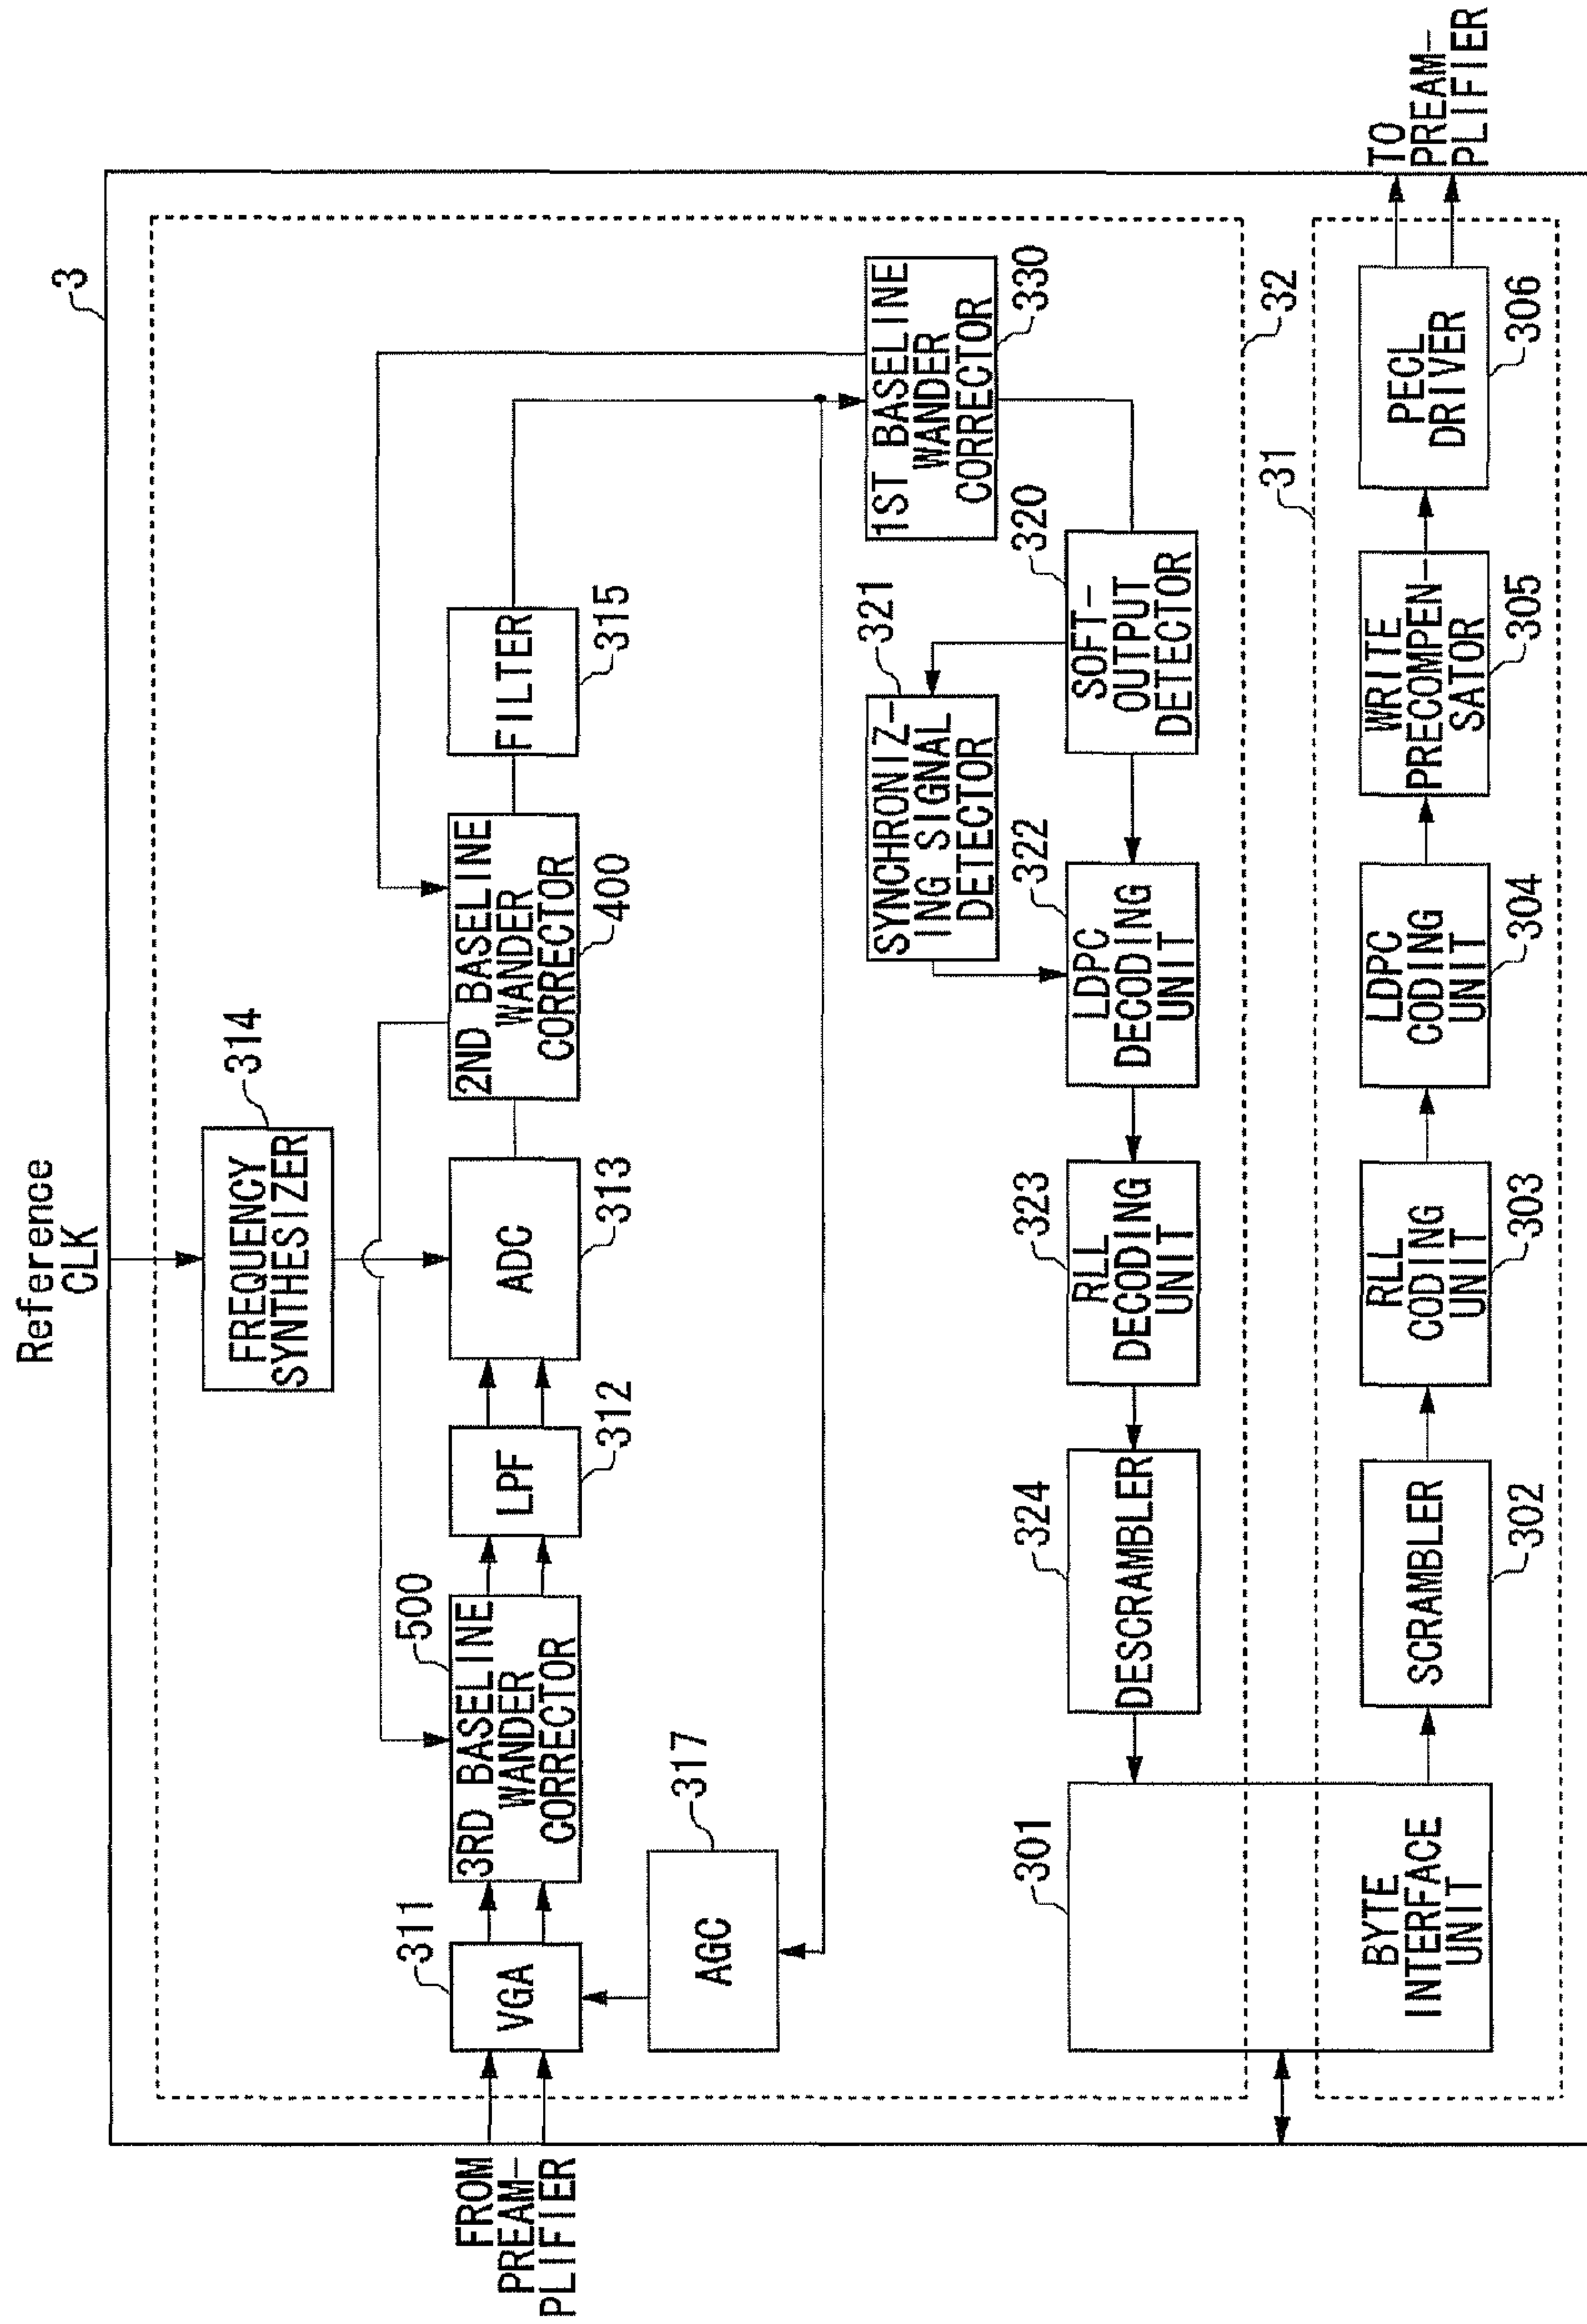 Reference
CLK
3
FREQUENCY
SYNTHESIZER
314
FROM
PREAM-
PLIFIER
VGA
311
3RD BASELINE
WANDER
CORRECTOR
500
LPF
312
ADC
313
2ND BASELINE
WANDER
CORRECTOR
400
FILTER
315
AGC
317
1ST BASELINE
WANDER
CORRECTOR
330
SYNCHRONIZ-
ING SIGNAL
DETECTOR
321
301
DESCRAMBLER
324
RLL
DECODING
UNIT
323
LDPC
DECODING
UNIT
322
SOFT-
OUTPUT
DETECTOR
320
32
31
BYTE
INTERFACE
UNIT
SCRAMBLER
302
RLL
CODING
UNIT
303
LDPC
CODING
UNIT
304
WRITE
PRECOMPEN-
SATOR
305
PECL
DRIVER
306
TO
PREAM-
PLIFIER